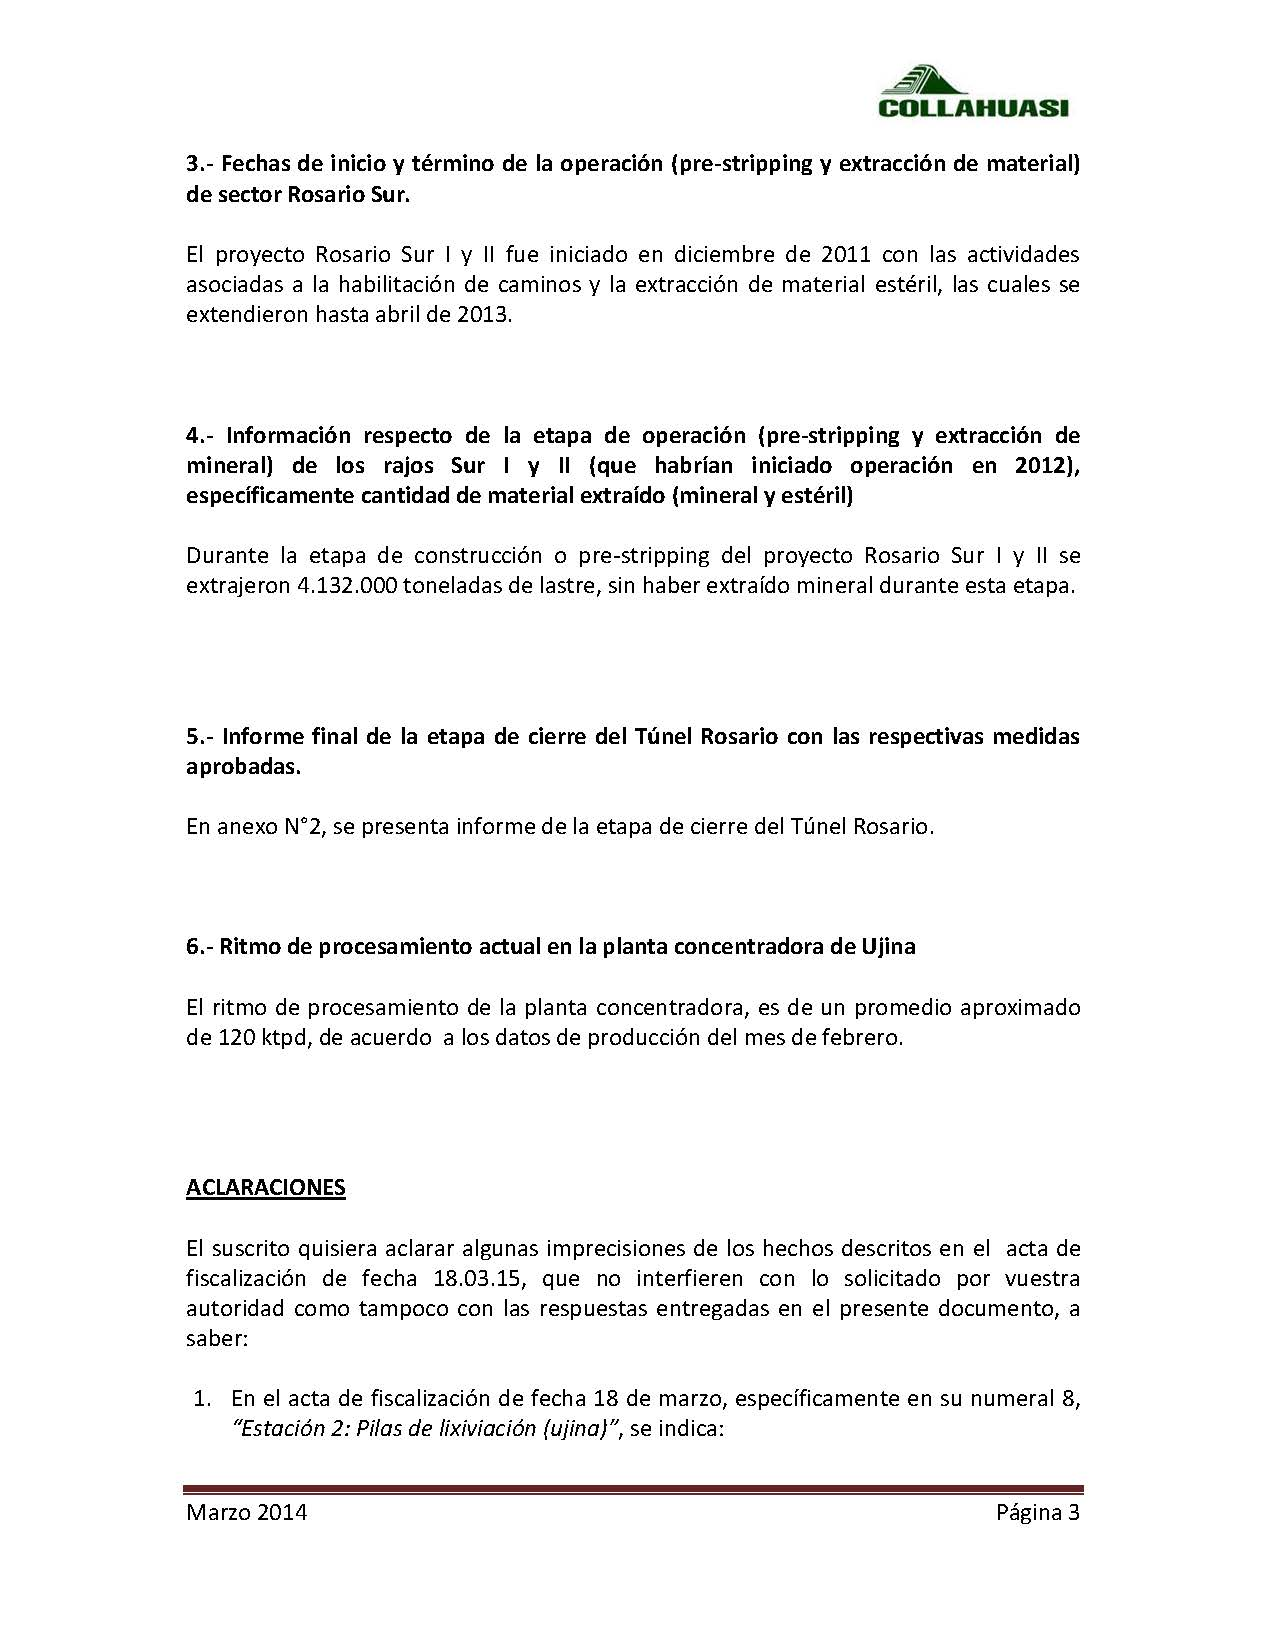 COLLAHUASI
3.- Fechas de inicio y término de la operación (pre-stripping y extracción de material)
de sector Rosario Sur.
El proyecto Rosario Sur I y II fue iniciado en diciembre de 2011 con las actividades
asociadas a la habilitación de caminos y la extracción de material estéril, las cuales se
extendieron hasta abril de 2013.
4.- Información respecto de la etapa de operación (pre-stripping y extracción de
mineral) de los rajos Sur I y II (que habrían iniciado operación en 2012),
específicamente cantidad de material extraído (mineral y estéril)
Durante la etapa de construcción o pre-stripping del proyecto Rosario Sur I y II se
extrajeron 4.132.000 toneladas de lastre, sin haber extraído mineral durante esta etapa.
5.- Informe final de la etapa de cierre del Túnel Rosario con las respectivas medidas
aprobadas.
En anexo N°2, se presenta informe de la etapa de cierre del Túnel Rosario.
6.- Ritmo de procesamiento actual en la planta concentradora de Ujina
El ritmo de procesamiento de la planta concentradora, es de un promedio aproximado
de 120 ktpd, de acuerdo  a los datos de producción del mes de febrero.
ACLARACIONES
El suscrito quisiera aclarar algunas imprecisiones de los hechos descritos en el  acta de
fiscalización de fecha 18.03.15, que no interfieren con lo solicitado por vuestra
autoridad como tampoco con las respuestas entregadas en el presente documento, a
saber:
1. En el acta de fiscalización de fecha 18 de marzo, específicamente en su numeral 8,
“Estación 2: Pilas de lixiviación (ujina)”, se indica:
Marzo 2014 Página 3